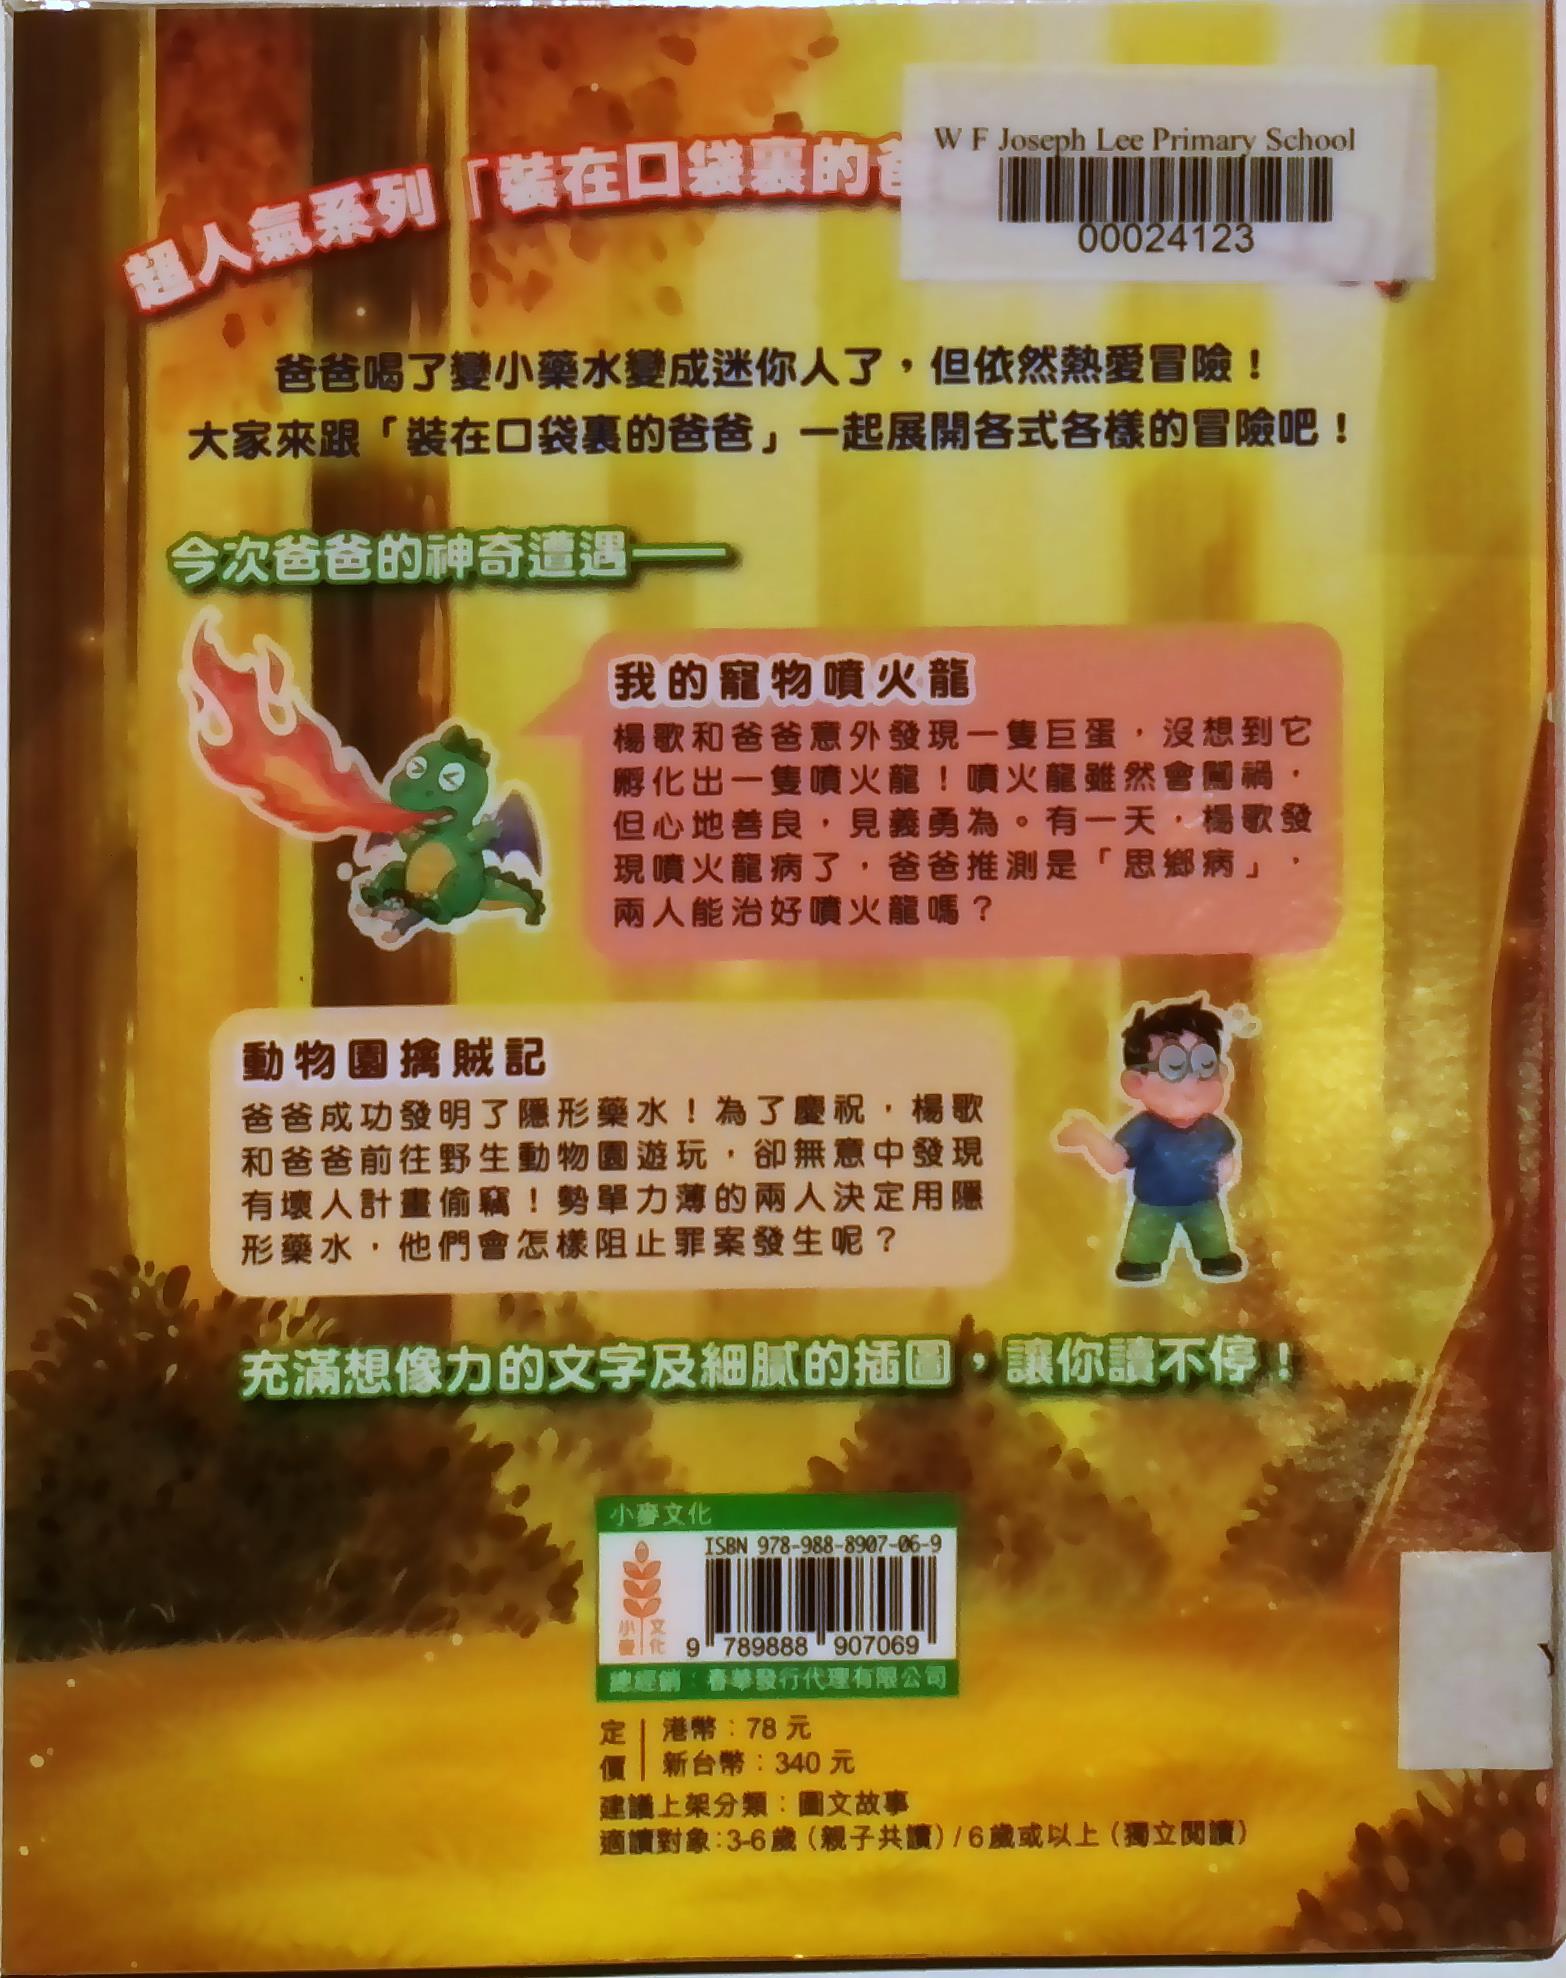 W F Joseph Lee Primary School
00024123
超人氣系列「裝在口袋裏的爸
爸爸喝了變小藥水變成迷你人了，但依然熱愛冒險！
大家來跟「裝在口袋裏的爸爸」一起展開各式各樣的冒險吧！
今次爸爸的神奇遭遇——
我的寵物噴火龍
楊歌和爸爸意外發現一隻巨蛋，沒想到它
孵化出一隻噴火龍！噴火龍雖然會闖禍，
但心地善良，見義勇為。有一天，楊歌發
現噴火龍病了，爸爸推測是「思鄉病」，
兩人能治好噴火龍嗎？
動物園擒賊記
爸爸成功發明了隱形藥水！為了慶祝，楊歌
和爸爸前往野生動物園遊玩，卻無意中發現
有壞人計畫偷竊！勢單力薄的兩人決定用隱
形藥水，他們會怎樣阻止罪案發生呢？
充滿想像力的文字及細膩的插圖，讓你讀不停！
小麥文化
ISBN 978-988-8907-06-9
小麥文化
9 789888 907069
總經銷：春華發行代理有限公司
定價 港幣：78 元
新台幣：340 元
建議上架分類：圖文故事
適讀對象：3-6歲（親子共讀）/ 6歲或以上（獨立閱讀）